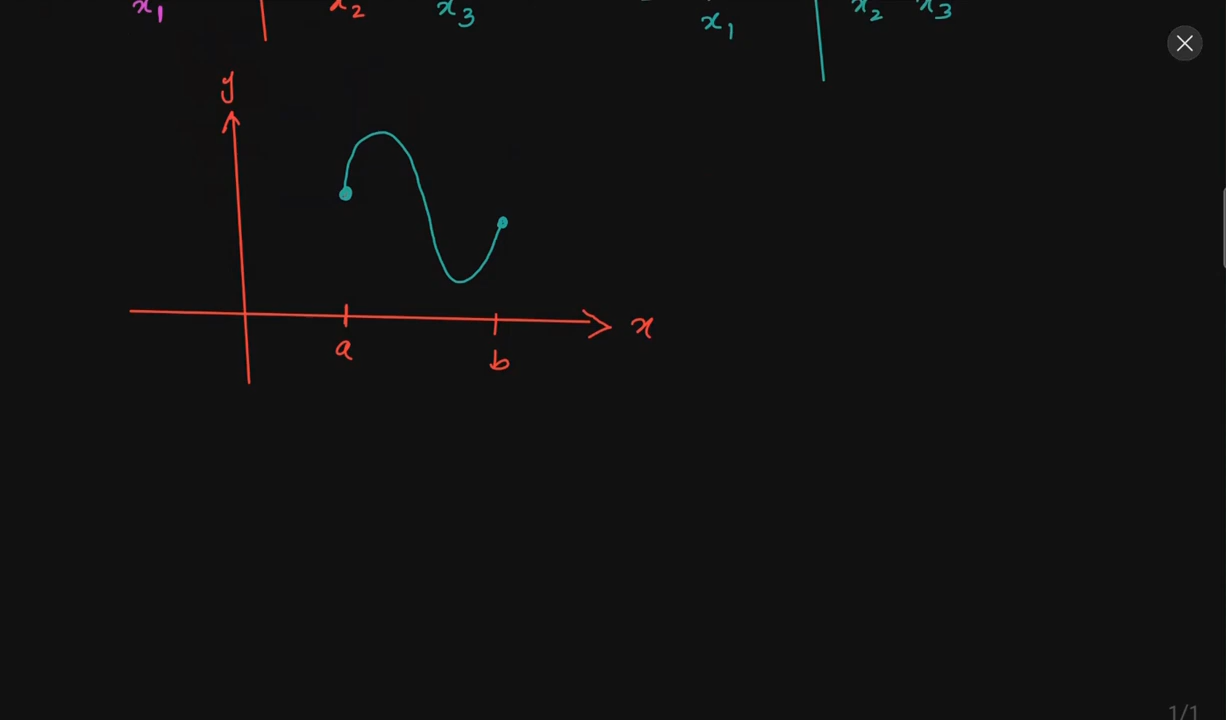 x₁ x₂ x₃ x₁ x₂ x₃
y
x
a b
1/1